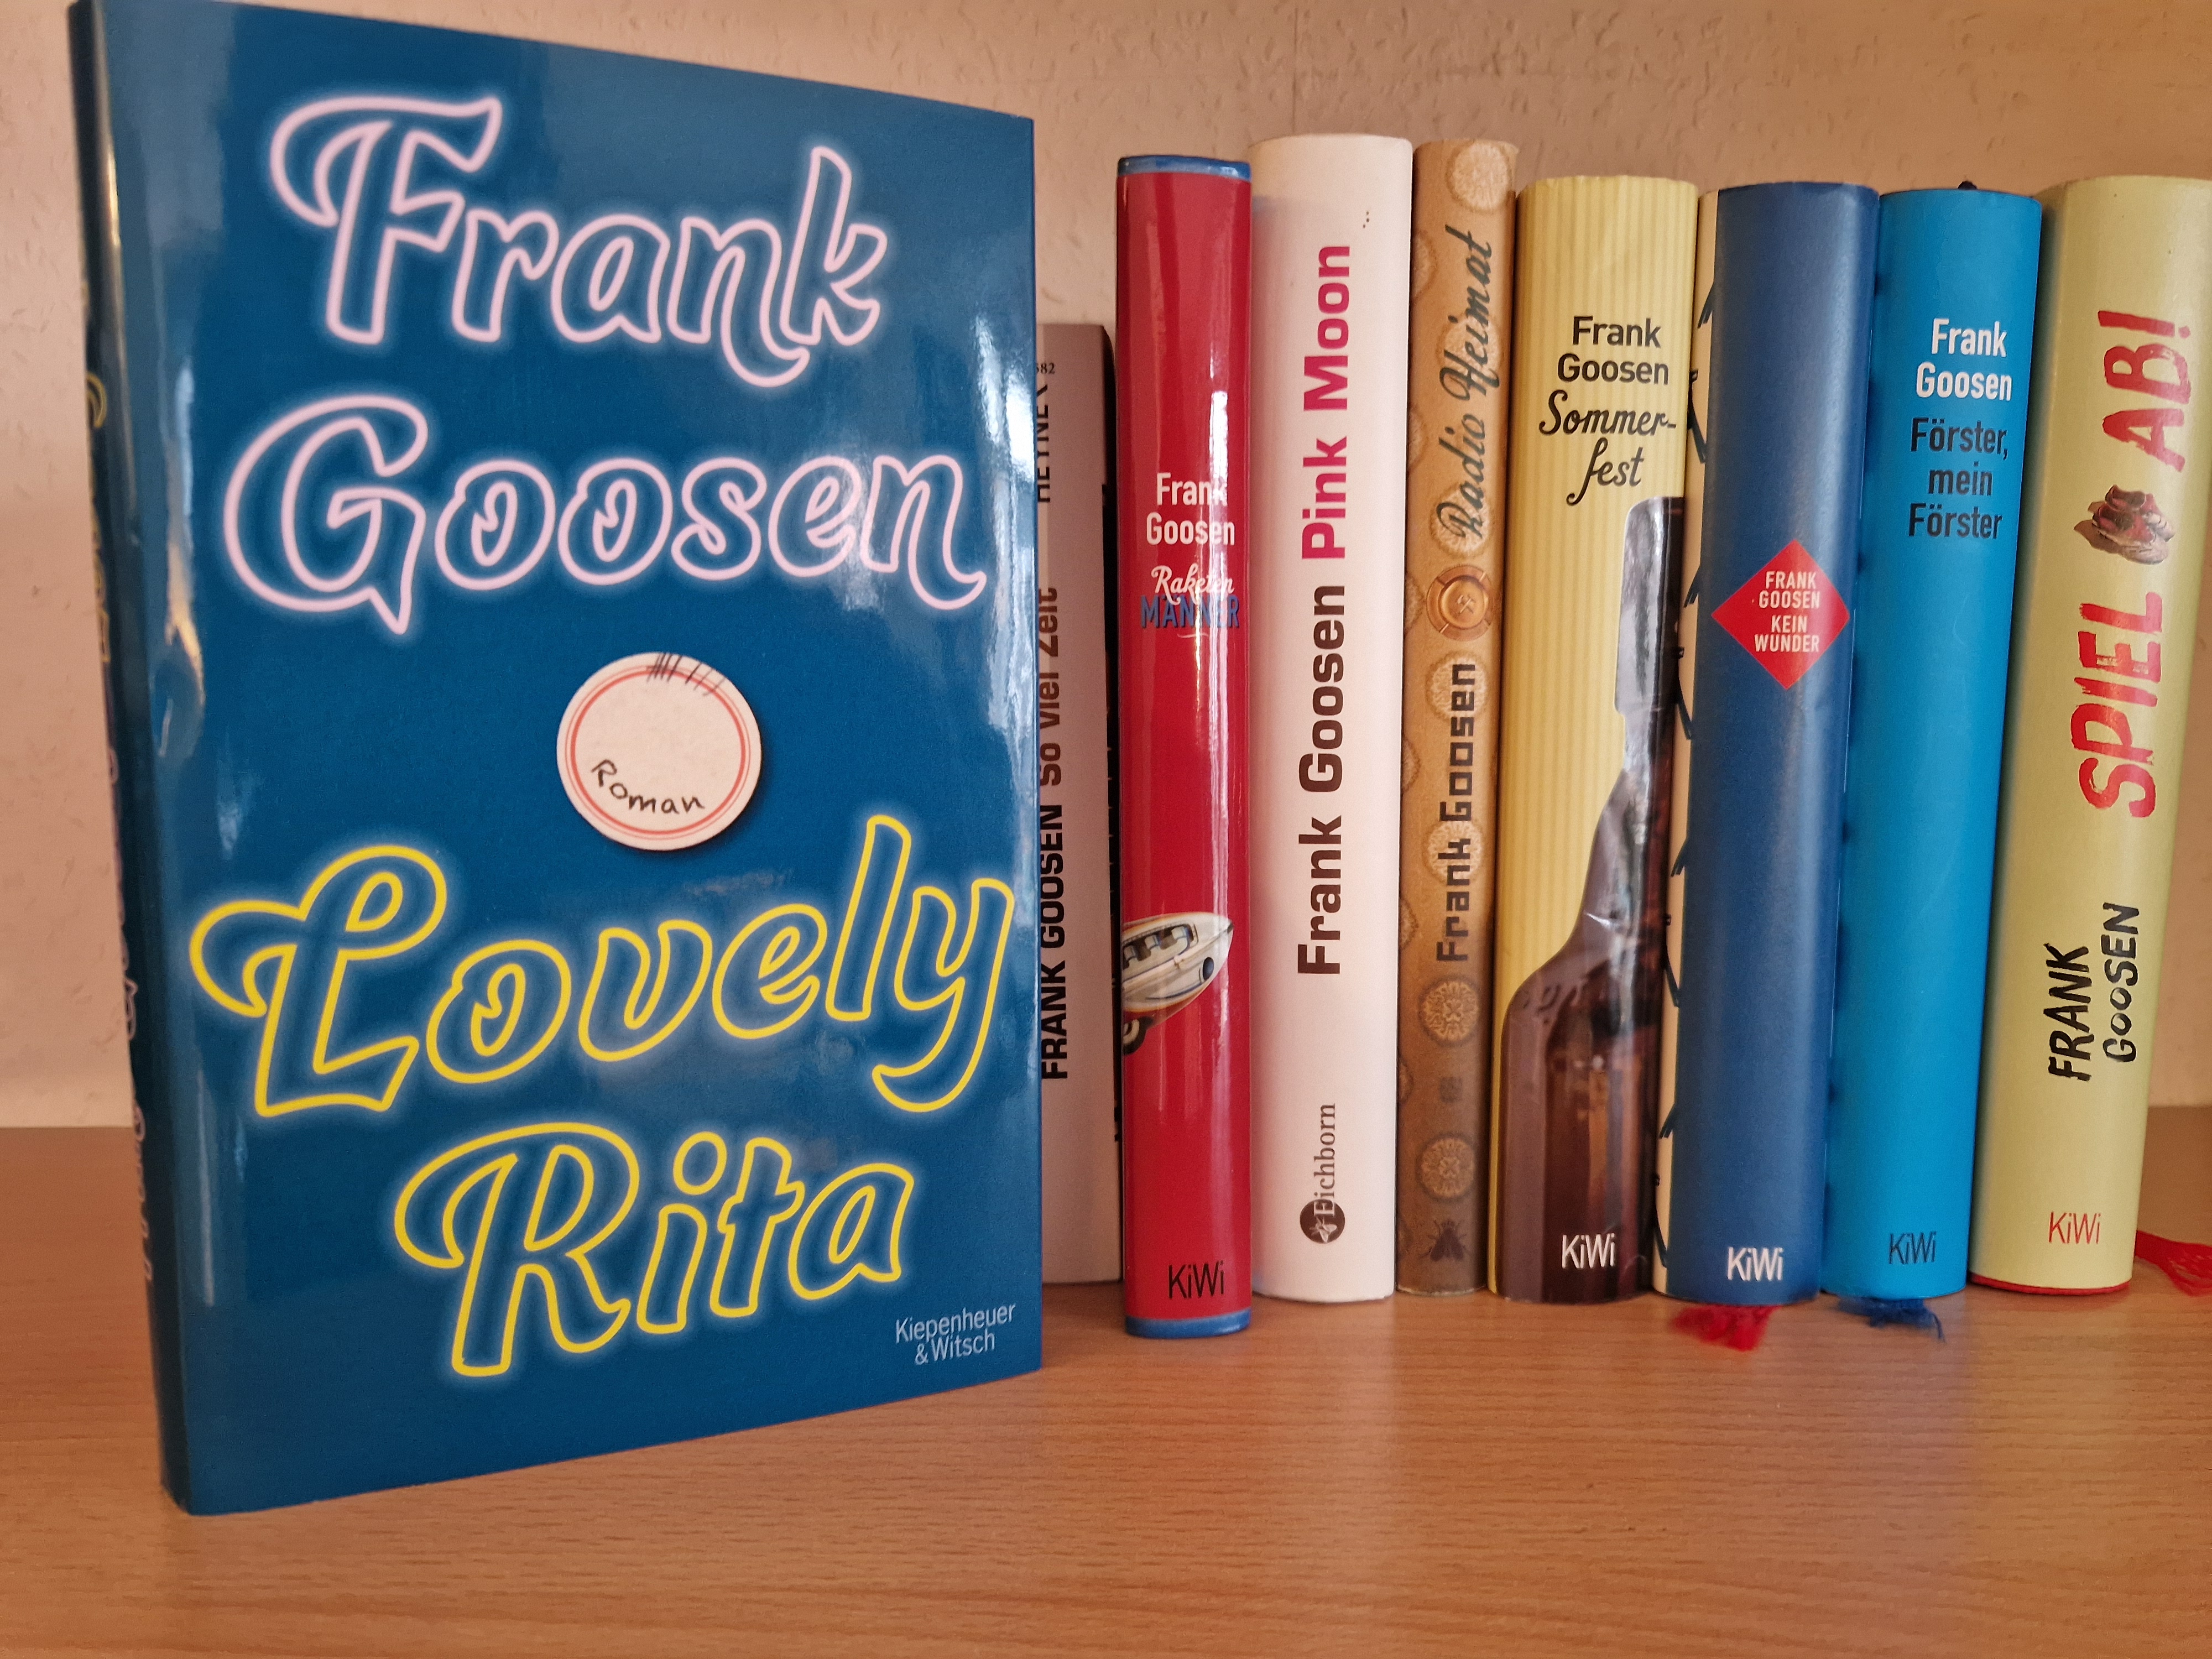 Frank
Goosen
Roman
Lovely
Rita
Kiepenheuer
& Witsch
FRANK GOOSEN So viel Zeit HEYNE
Frank
Goosen
Raketen
MÄNNER
KiWi
Frank Goosen Pink Moon
Eichborn
Frank Goosen Radio Heimat
Frank
Goosen
Sommer-
fest
KiWi
FRANK
GOOSEN
KEIN
WUNDER
KiWi
Frank
Goosen
Förster,
mein
Förster
KiWi
FRANK
GOOSEN
SPIEL AB!
KiWi